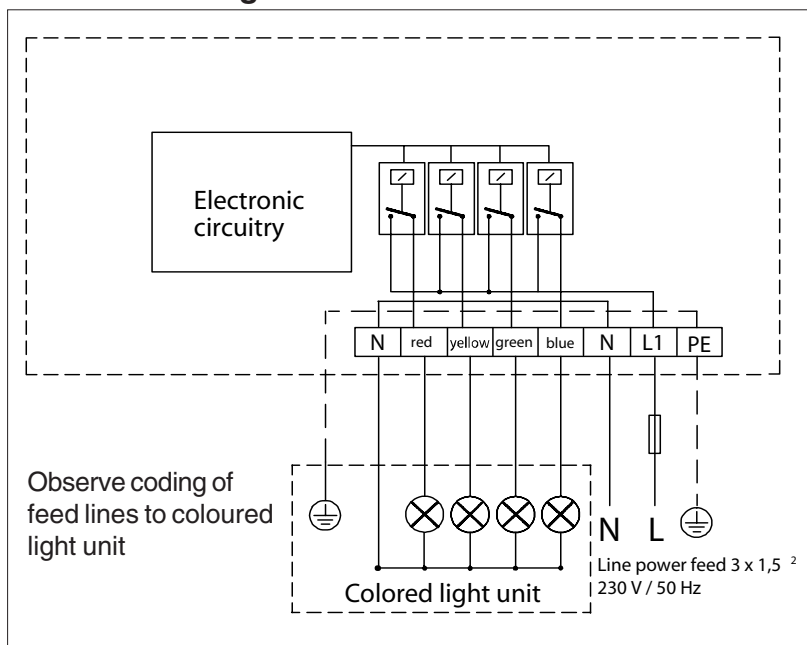 Electronic
circuitry
N red yellow green blue N L1 PE
Observe coding of
feed lines to coloured
light unit
N L
Line power feed 3 x 1,5 2
230 V / 50 Hz
Colored light unit